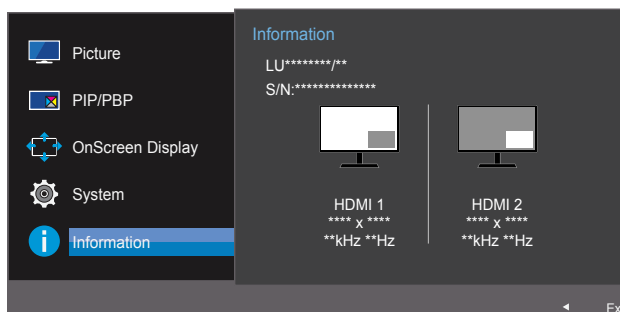 Picture
PIP/PBP
OnScreen Display
System
Information
Information
LU********/**
S/N:**************
HDMI 1
**** x ****
**kHz **Hz
HDMI 2
**** x ****
**kHz **Hz